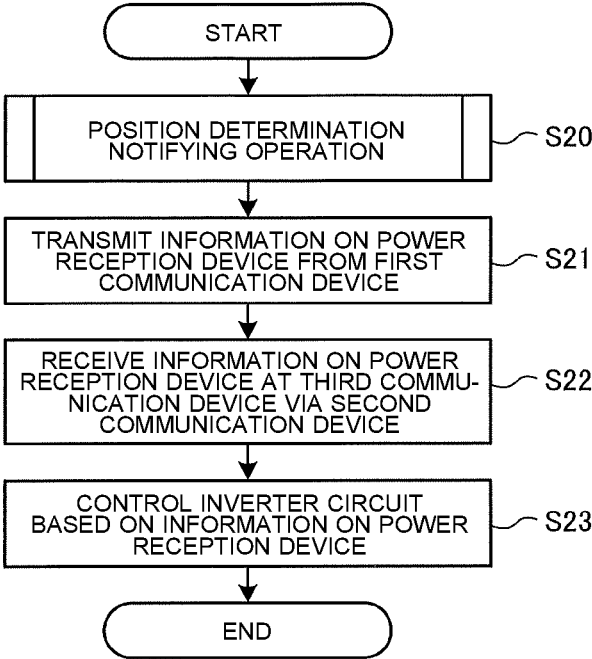 START
POSITION DETERMINATION
NOTIFYING OPERATION
S20
TRANSMIT INFORMATION ON POWER
RECEPTION DEVICE FROM FIRST
COMMUNICATION DEVICE
S21
RECEIVE INFORMATION ON POWER
RECEPTION DEVICE AT THIRD COMMU-
NICATION DEVICE VIA SECOND
COMMUNICATION DEVICE
S22
CONTROL INVERTER CIRCUIT
BASED ON INFORMATION ON POWER
RECEPTION DEVICE
S23
END